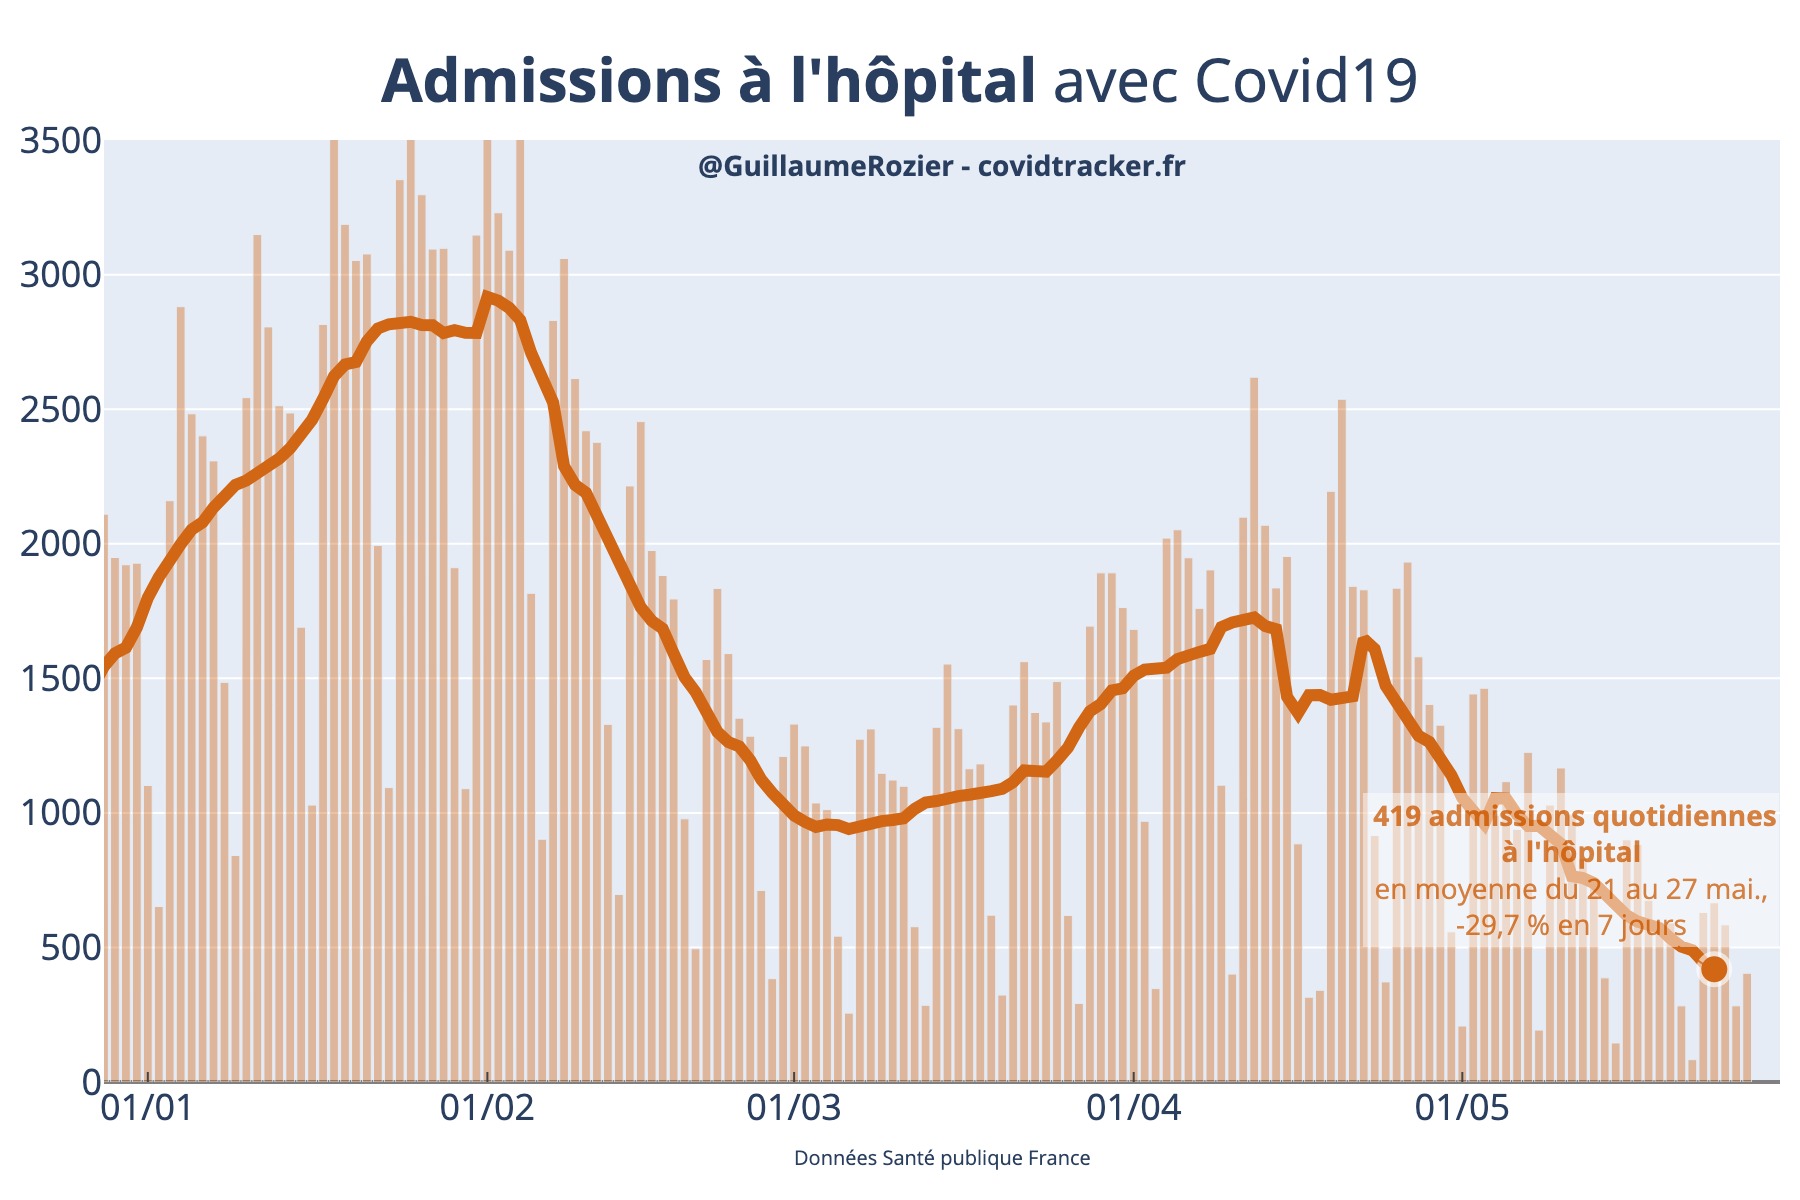 Admissions à l'hôpital avec Covid19
3500
@GuillaumeRozier - covidtracker.fr
3000
2500
2000
1500
1000
419 admissions quotidiennes
à l'hôpital
en moyenne du 21 au 27 mai.,
-29,7 % en 7 jours
500
0
01/01 01/02 01/03 01/04 01/05
Données Santé publique France